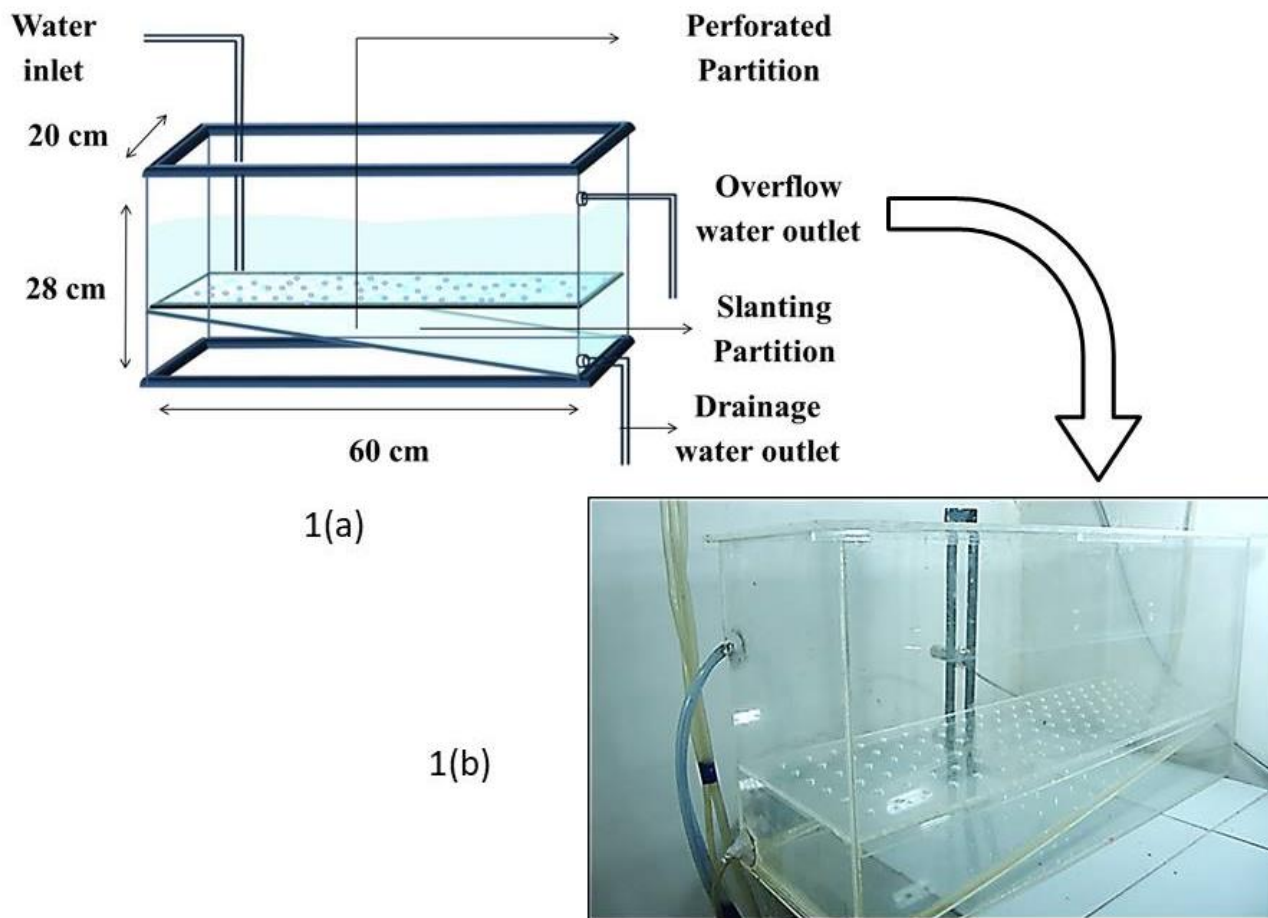 Water
inlet
Perforated
Partition
20 cm
Overflow
water outlet
28 cm
Slanting
Partition
Drainage
water outlet
60 cm
1(a)
1(b)